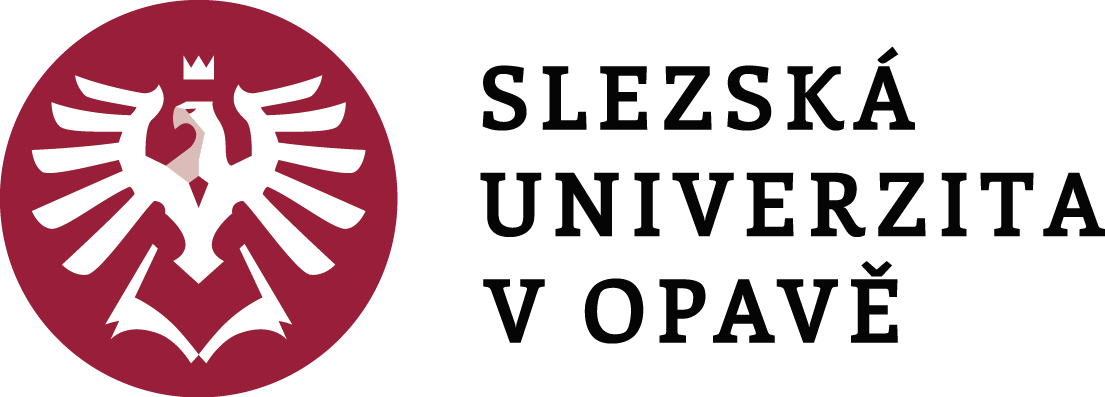 SLEZSKÁ
UNIVERZITA
V OPAVĚ